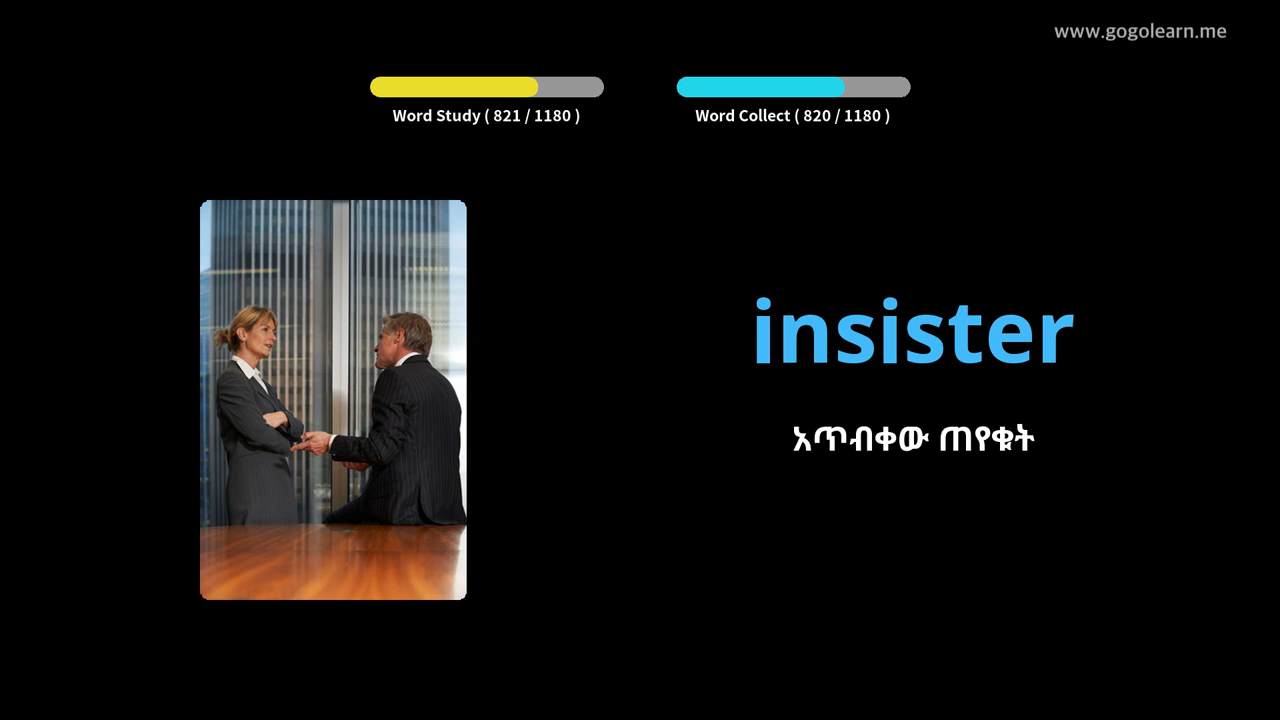 www.gogolearn.me
Word Study ( 821 / 1180 )
Word Collect ( 820 / 1180 )
insister
አጥብቀው ጠየቁት